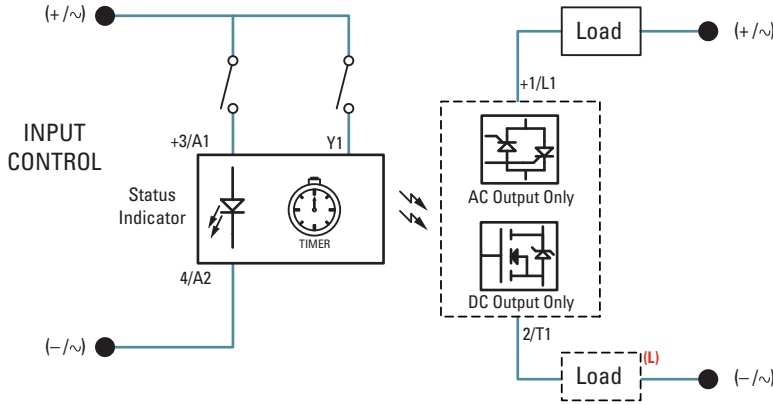 (+/∿)
+3/A1
Y1
INPUT
CONTROL
Status
Indicator
TIMER
4/A2
(−/∿)
Load
(+/∿)
+1/L1
AC Output Only
DC Output Only
2/T1
Load
(L)
(−/∿)